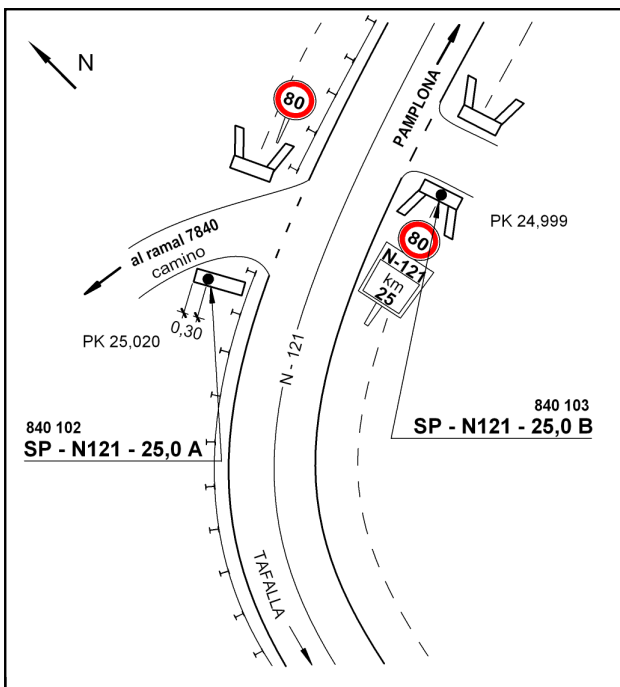 N
80
PAMPLONA
PK 24,999
al ramal 7840
camino
80
N-121
km
25
0,30
PK 25,020
N - 121
840 102
SP - N121 - 25,0 A
840 103
SP - N121 - 25,0 B
TAFALLA